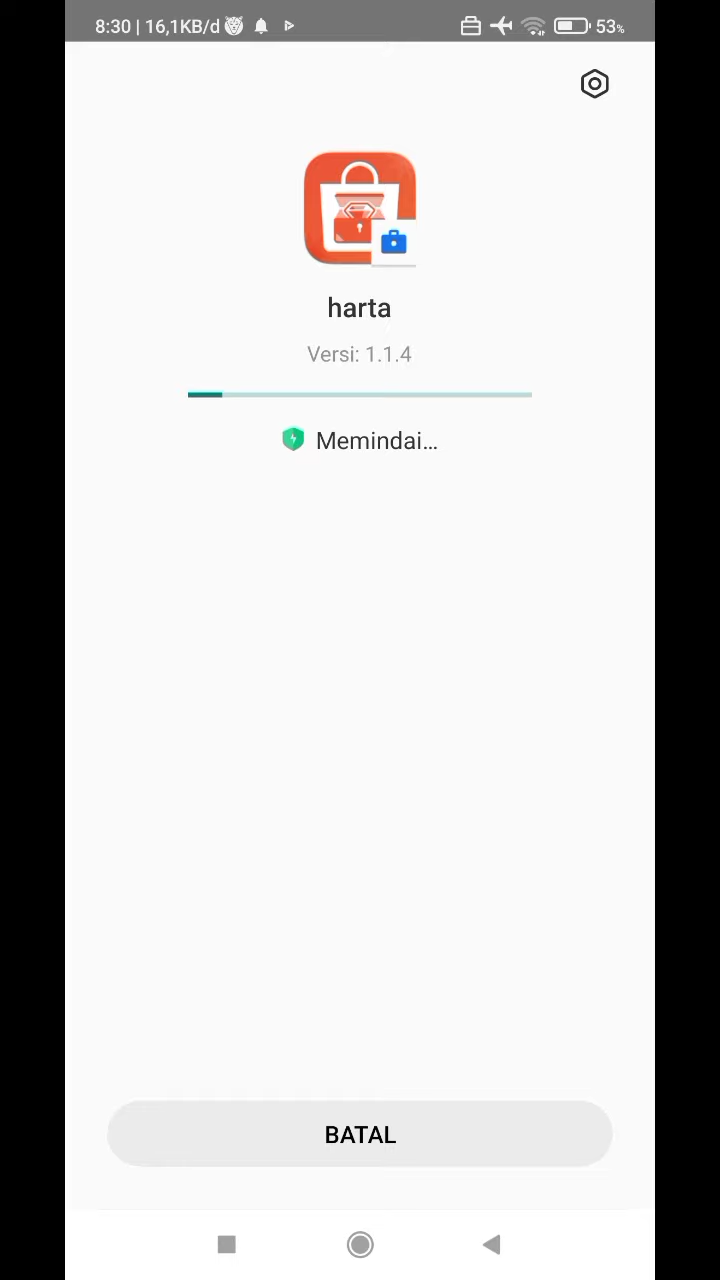 8:30 | 16,1KB/d 53%
harta
Versi: 1.1.4
Memindai...
BATAL